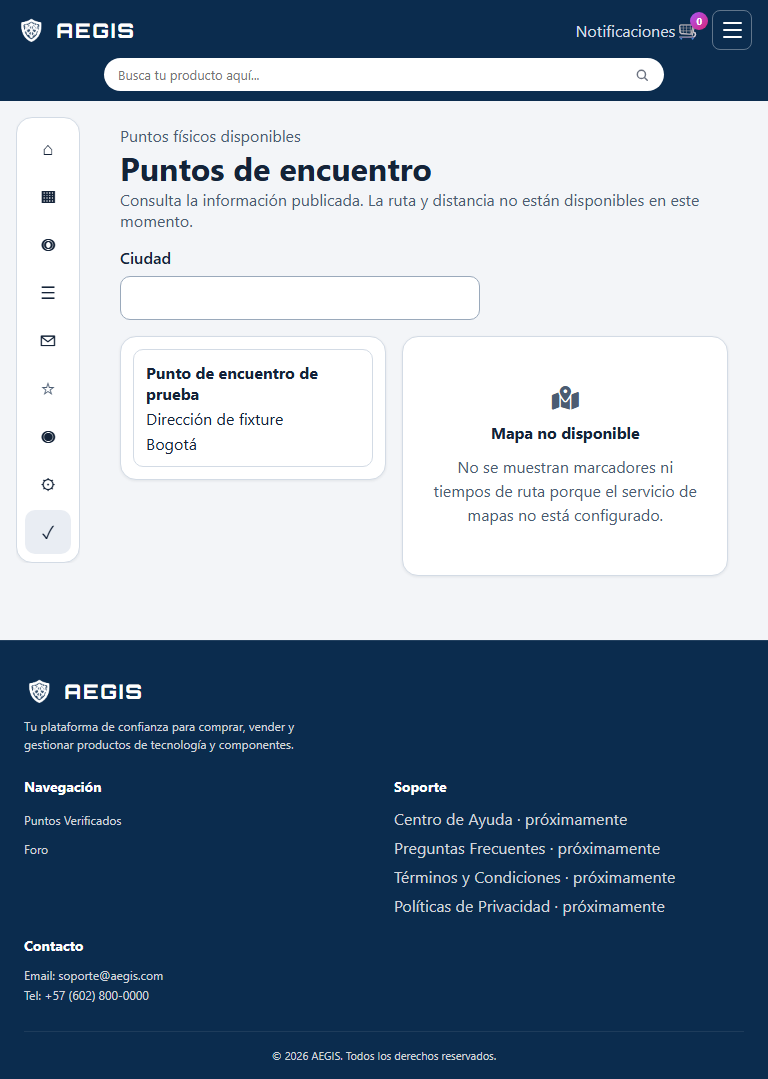 AEGIS
Notificaciones
0
Busca tu producto aquí...
Puntos físicos disponibles
Puntos de encuentro
Consulta la información publicada. La ruta y distancia no están disponibles en este
momento.
Ciudad
Punto de encuentro de
prueba
Dirección de fixture
Bogotá
Mapa no disponible
No se muestran marcadores ni
tiempos de ruta porque el servicio de
mapas no está configurado.
AEGIS
Tu plataforma de confianza para comprar, vender y
gestionar productos de tecnología y componentes.
Navegación
Puntos Verificados
Foro
Soporte
Centro de Ayuda · próximamente
Preguntas Frecuentes · próximamente
Términos y Condiciones · próximamente
Políticas de Privacidad · próximamente
Contacto
Email: soporte@aegis.com
Tel: +57 (602) 800-0000
© 2026 AEGIS. Todos los derechos reservados.